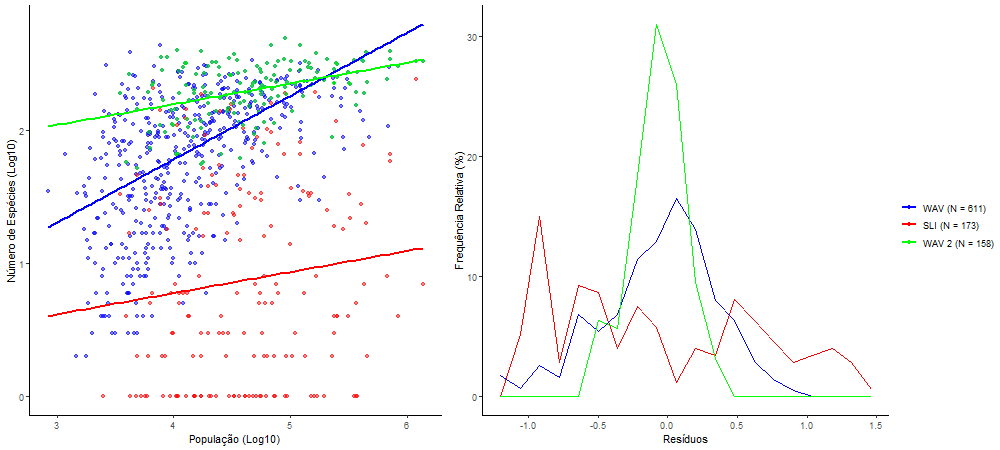 Número de Espécies (Log10)
2
1
0
3
4
5
6
População (Log10)
Frequência Relativa (%)
30
20
10
0
-1.0
-0.5
0.0
0.5
1.0
1.5
Resíduos
WAV (N = 611)
SLI (N = 173)
WAV 2 (N = 158)